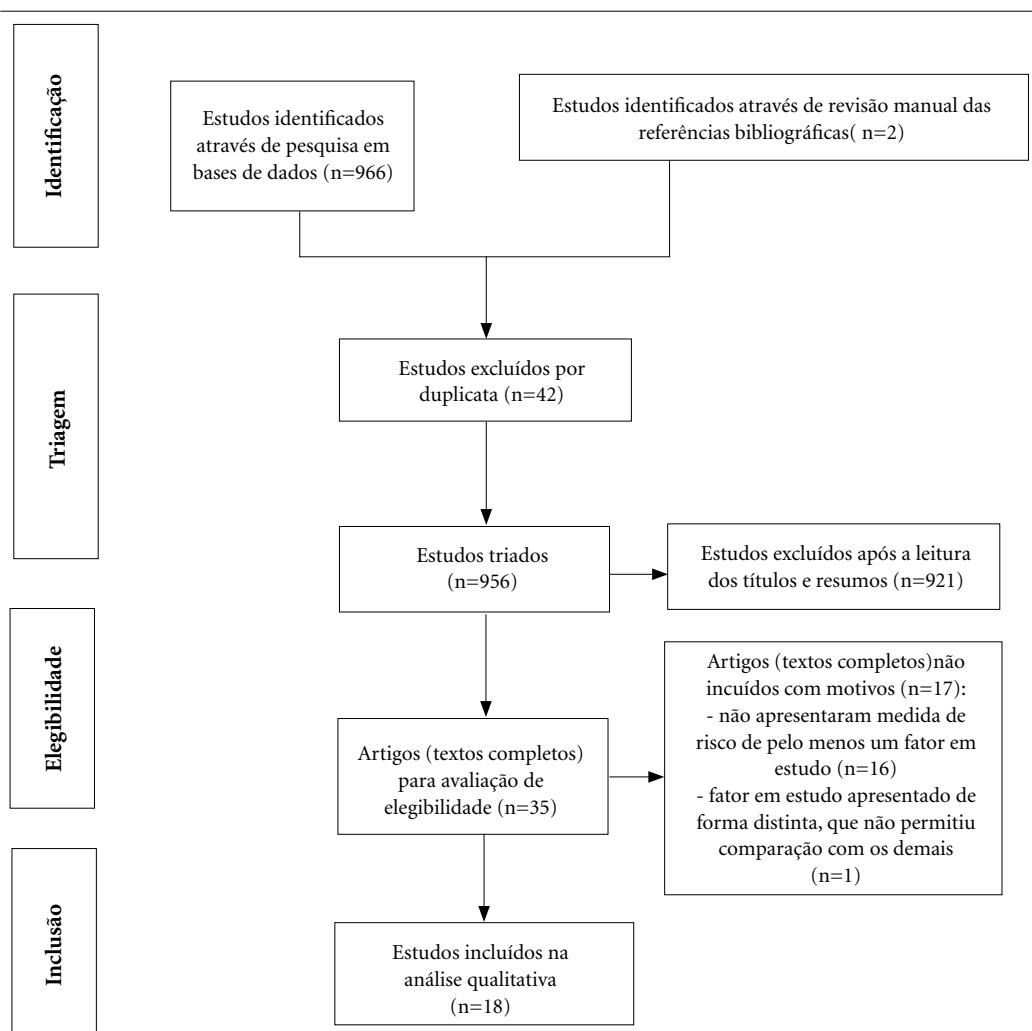 Identificação
Estudos identificados
através de pesquisa em
bases de dados (n=966)
Estudos identificados através de revisão manual das
referências bibliográficas( n=2)
Triagem
Estudos excluídos por
duplicata (n=42)
Estudos triados
(n=956)
Estudos excluídos após a leitura
dos títulos e resumos (n=921)
Elegibilidade
Artigos (textos completos)
para avaliação de
elegibilidade (n=35)
Artigos (textos completos)não
incuídos com motivos (n=17):
- não apresentaram medida de
risco de pelo menos um fator em
estudo (n=16)
- fator em estudo apresentado de
forma distinta, que não permitiu
comparação com os demais
(n=1)
Inclusão
Estudos incluídos na
análise qualitativa
(n=18)